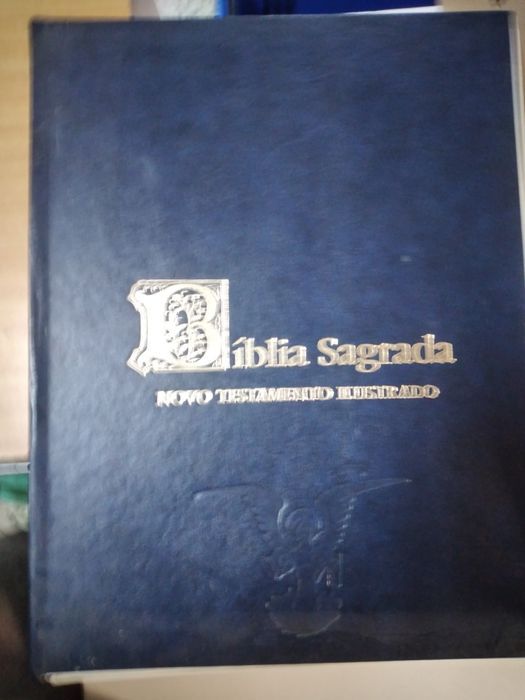 Bíblia Sagrada
NOVO TESTAMENTO ILUSTRADO